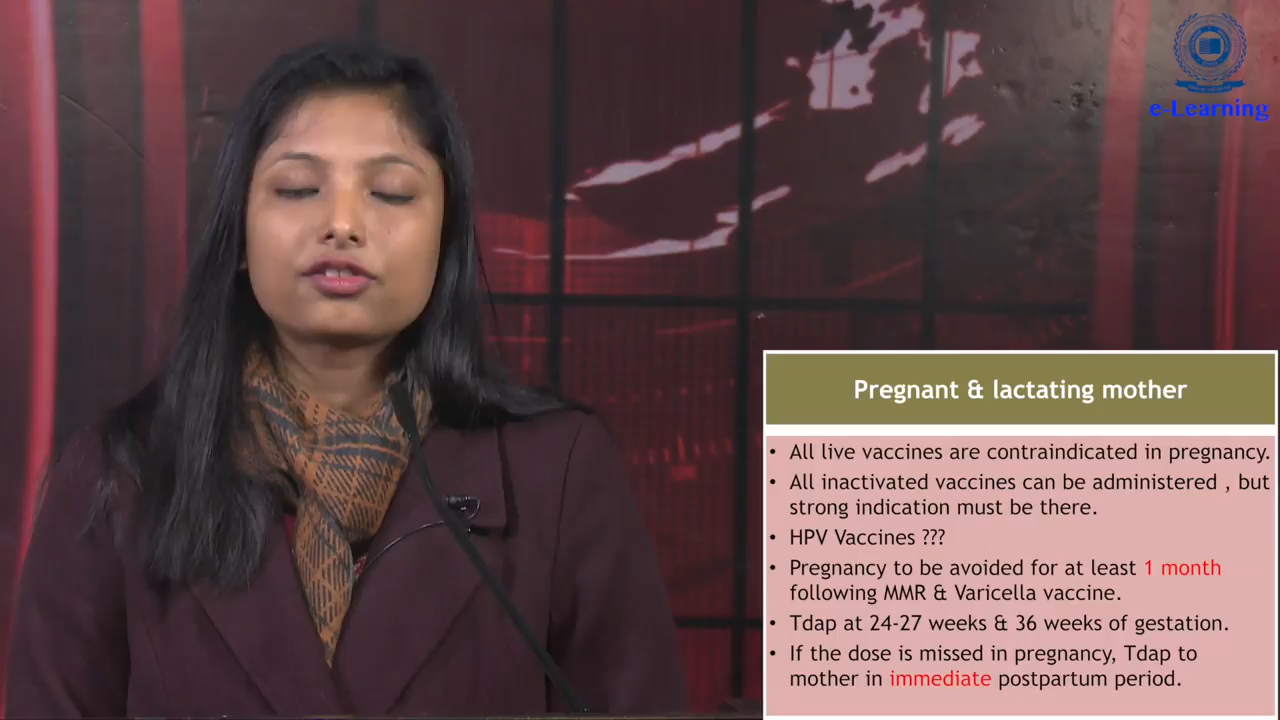 e-Learning
Pregnant & lactating mother
• All live vaccines are contraindicated in pregnancy.
• All inactivated vaccines can be administered , but
strong indication must be there.
• HPV Vaccines ???
• Pregnancy to be avoided for at least 1 month
following MMR & Varicella vaccine.
• Tdap at 24-27 weeks & 36 weeks of gestation.
• If the dose is missed in pregnancy, Tdap to
mother in immediate postpartum period.